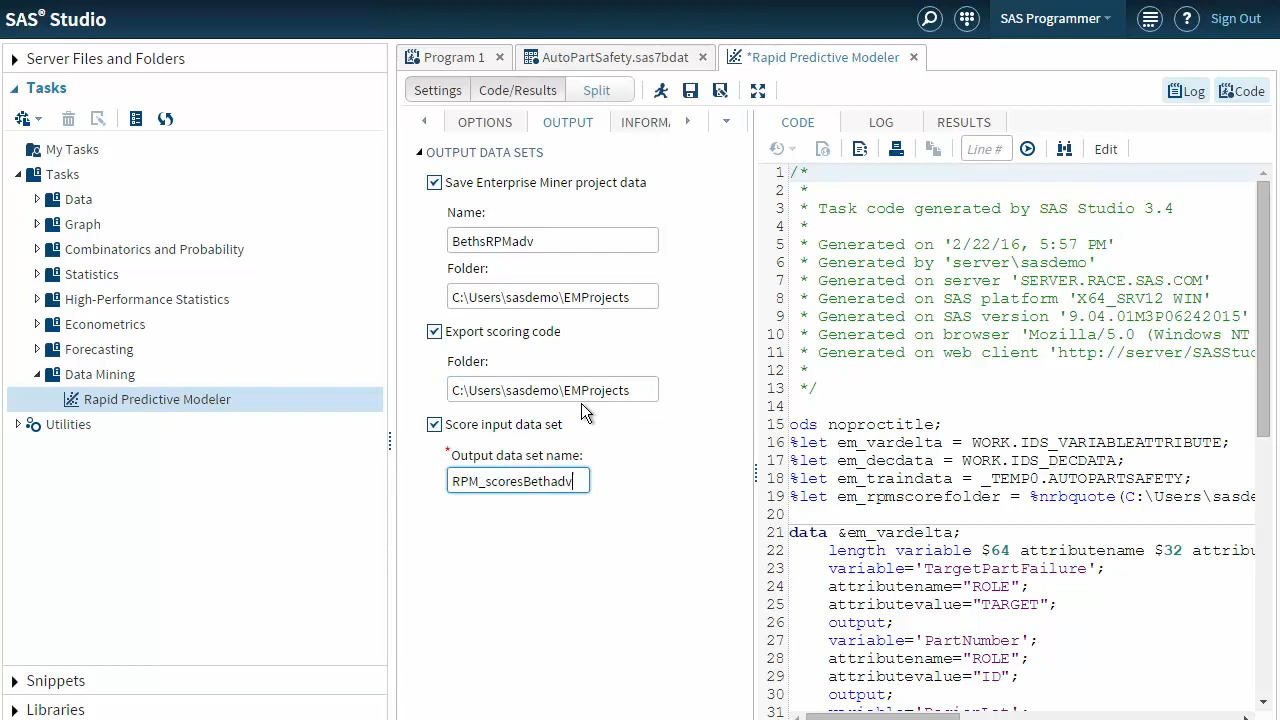 SAS® Studio
SAS Programmer
Sign Out
Server Files and Folders
Tasks
My Tasks
Tasks
Data
Graph
Combinatorics and Probability
Statistics
High-Performance Statistics
Econometrics
Forecasting
Data Mining
Rapid Predictive Modeler
Utilities
Snippets
Libraries
Program 1
AutoPartSafety.sas7bdat
*Rapid Predictive Modeler
Settings
Code/Results
Split
Log
Code
OPTIONS
OUTPUT
INFORMA
OUTPUT DATA SETS
Save Enterprise Miner project data
Name:
BethsRPMadv
Folder:
C:\Users\sasdemo\EMProjects
Export scoring code
Folder:
C:\Users\sasdemo\EMProjects
Score input data set
*Output data set name:
RPM_scoresBethadv
CODE
LOG
RESULTS
Line #
Edit
1 /*
2 *
3 * Task code generated by SAS Studio 3.4
4 *
5 * Generated on '2/22/16, 5:57 PM'
6 * Generated by 'server\sasdemo'
7 * Generated on server 'SERVER.RACE.SAS.COM'
8 * Generated on SAS platform 'X64_SRV12 WIN'
9 * Generated on SAS version '9.04.01M3P06242015'
10 * Generated on browser 'Mozilla/5.0 (Windows NT
11 * Generated on web client 'http://server/SASStud
12 *
13 */
14
15 ods noproctitle;
16 %let em_vardelta = WORK.IDS_VARIABLEATTRIBUTE;
17 %let em_decdata = WORK.IDS_DECDATA;
18 %let em_traindata = _TEMP0.AUTOPARTSAFETY;
19 %let em_rpmscorefolder = %nrbquote(C:\Users\sasde
20
21 data &em_vardelta;
22 length variable $64 attributename $32 attribu
23 variable='TargetPartFailure';
24 attributename="ROLE";
25 attributevalue="TARGET";
26 output;
27 variable='PartNumber';
28 attributename="ROLE";
29 attributevalue="ID";
30 output;
31